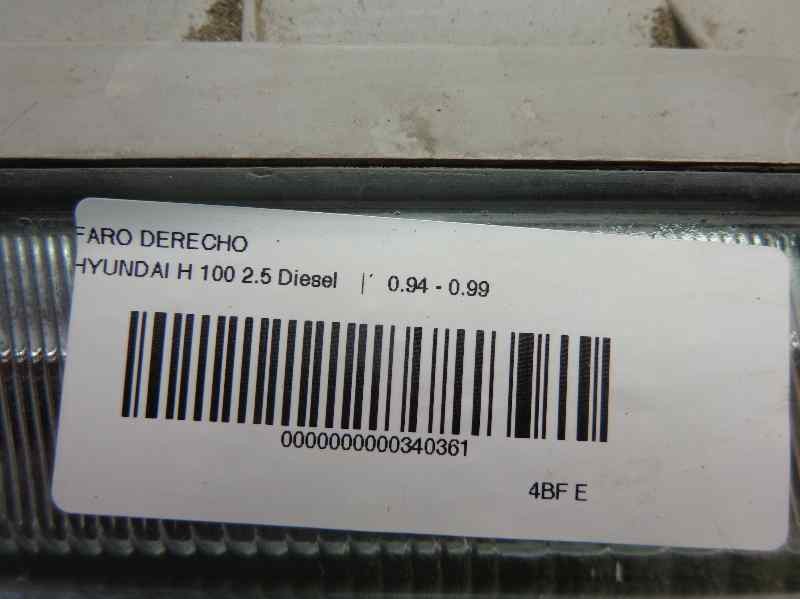 FARO DERECHO
HYUNDAI H 100 2.5 Diesel |´ 0.94 - 0.99
0000000000340361
4BF E